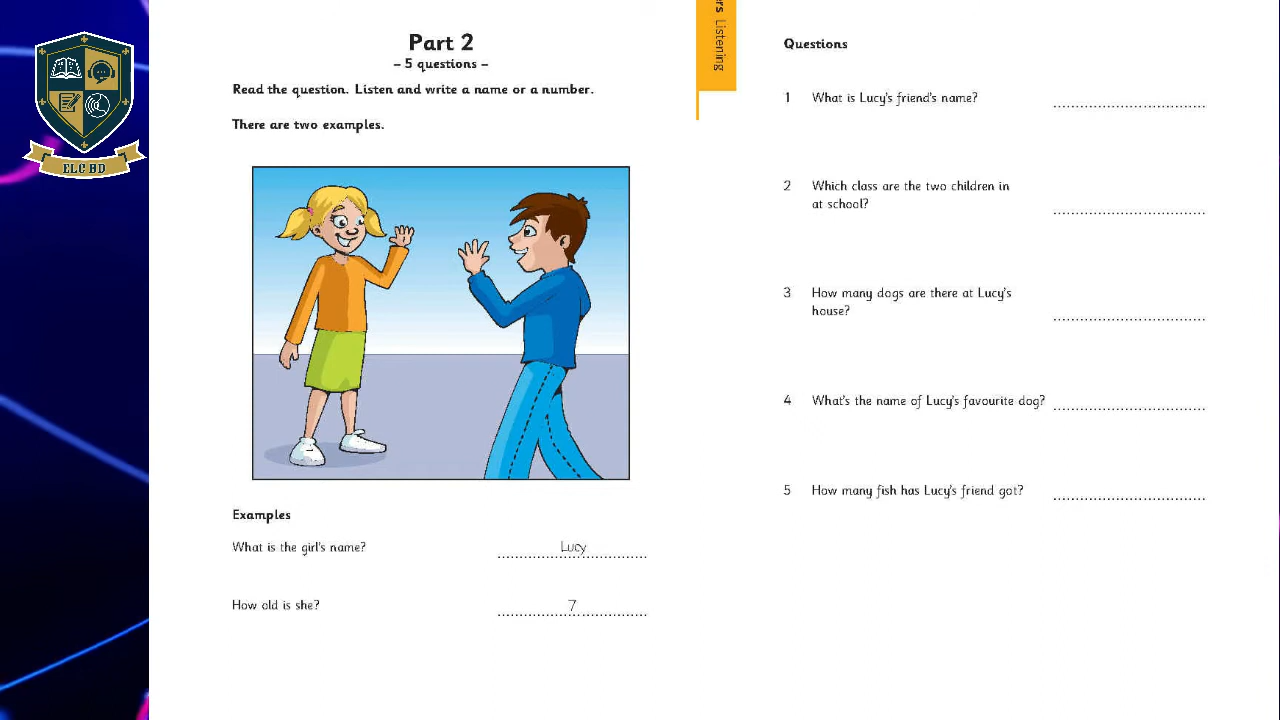 ELC BD
Part 2
– 5 questions –
Read the question. Listen and write a name or a number.
There are two examples.
Examples
What is the girl's name?
Lucy
How old is she?
7
Listening
Questions
1 What is Lucy's friend's name?
2 Which class are the two children in
at school?
3 How many dogs are there at Lucy's
house?
4 What's the name of Lucy's favourite dog?
5 How many fish has Lucy's friend got?